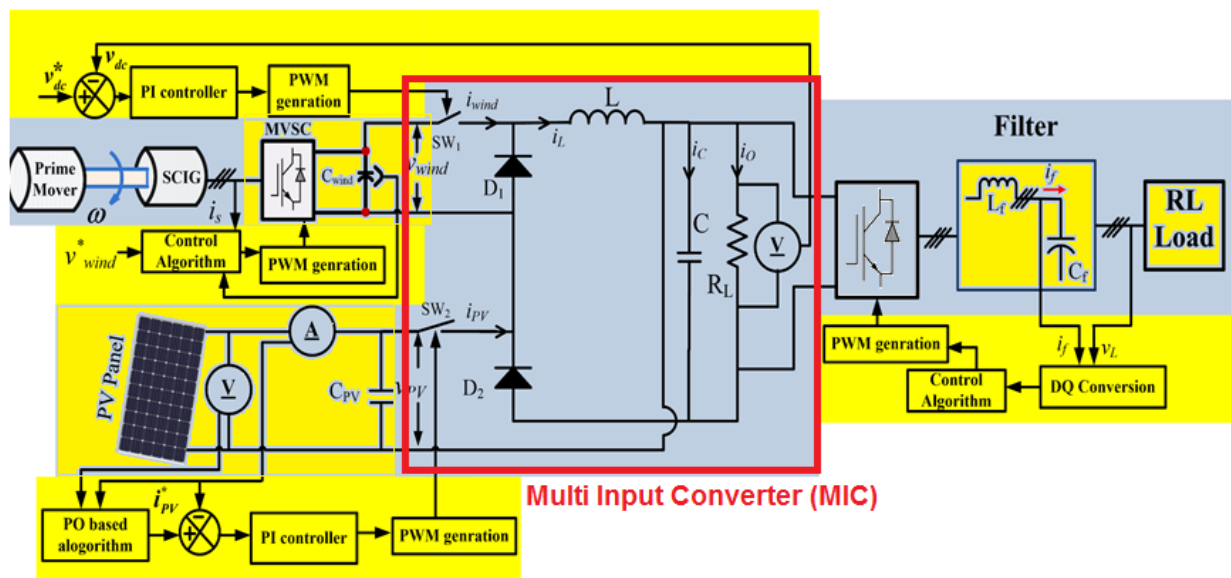 v*dc
vdc
PI controller
PWM
genration
MVSC
Prime
Mover
ω
SCIG
is
Cwind
vwind
SW1
iwind
iL
L
D1
iC
iO
C
RL
V
v*wind
Control
Algorithm
PWM genration
PV Panel
V
A
CPV
vPV
SW2
iPV
D2
Filter
Lf
if
Cf
RL
Load
PWM genration
Control
Algorithm
if
vL
DQ Conversion
PO based
alogorithm
i*PV
PI controller
PWM genration
Multi Input Converter (MIC)